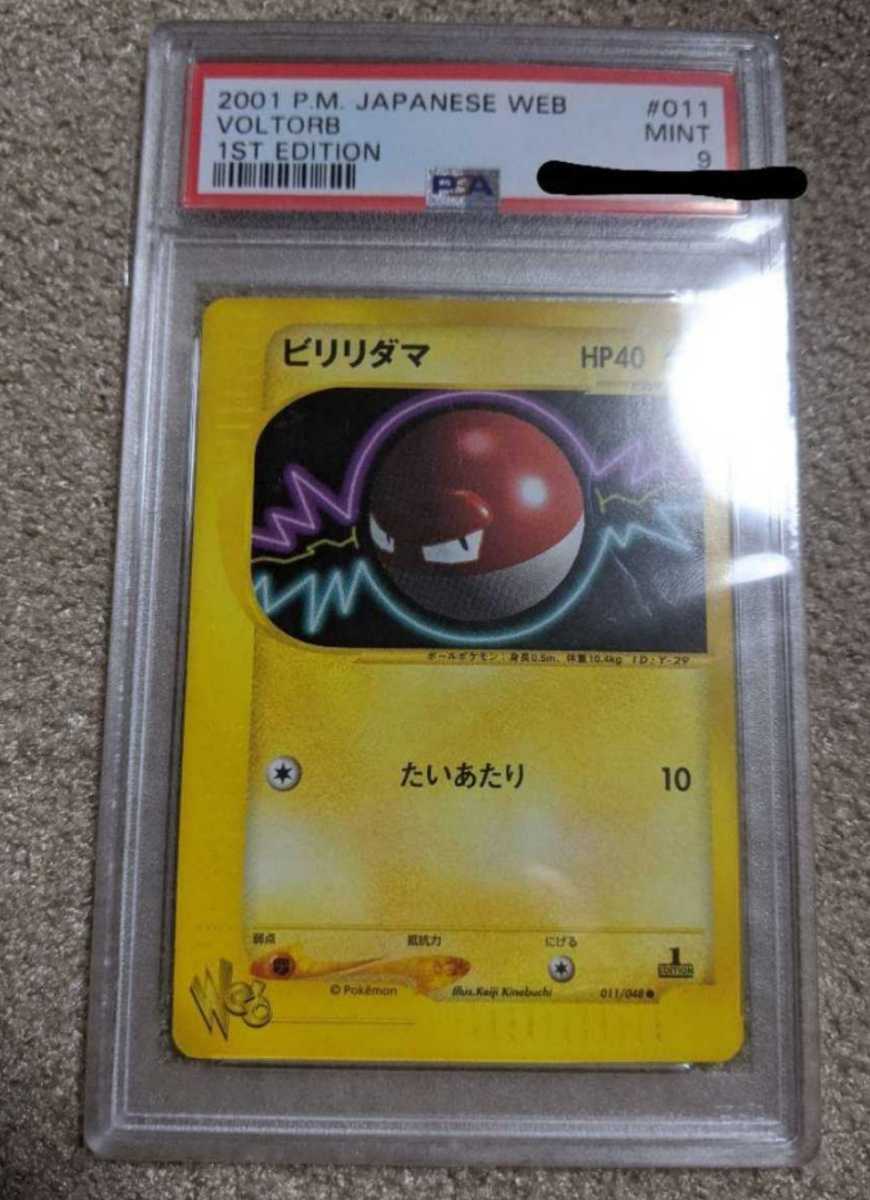 2001 P.M. JAPANESE WEB #011
VOLTORB MINT
1ST EDITION 9
PSA
ビリリダマ HP40
ボールポケモン：身長0.5m、体重10.4kg ID:Y-29
たいあたり 10
弱点 抵抗力 にげる
1
EDITION
© Pokémon Illus.Keiji Kinebuchi 011/048
Web